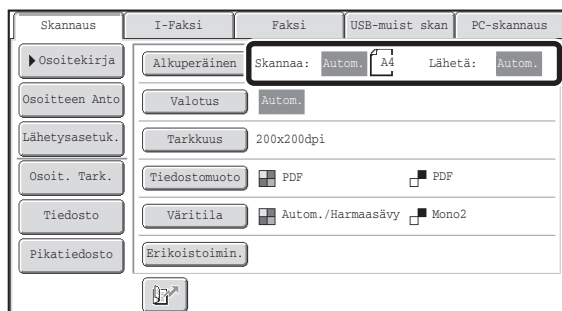 Skannaus I-Faksi Faksi USB-muist skan PC-skannaus
Osoitekirja Alkuperäinen Skannaa: Autom. A4 Lähetä: Autom.
Osoitteen Anto Valotus Autom.
Lähetysasetuk. Tarkkuus 200x200dpi
Osoit. Tark. Tiedostomuoto PDF PDF
Tiedosto Väritila Autom./Harmaasävy Mono2
Pikatiedosto Erikoistoimin.